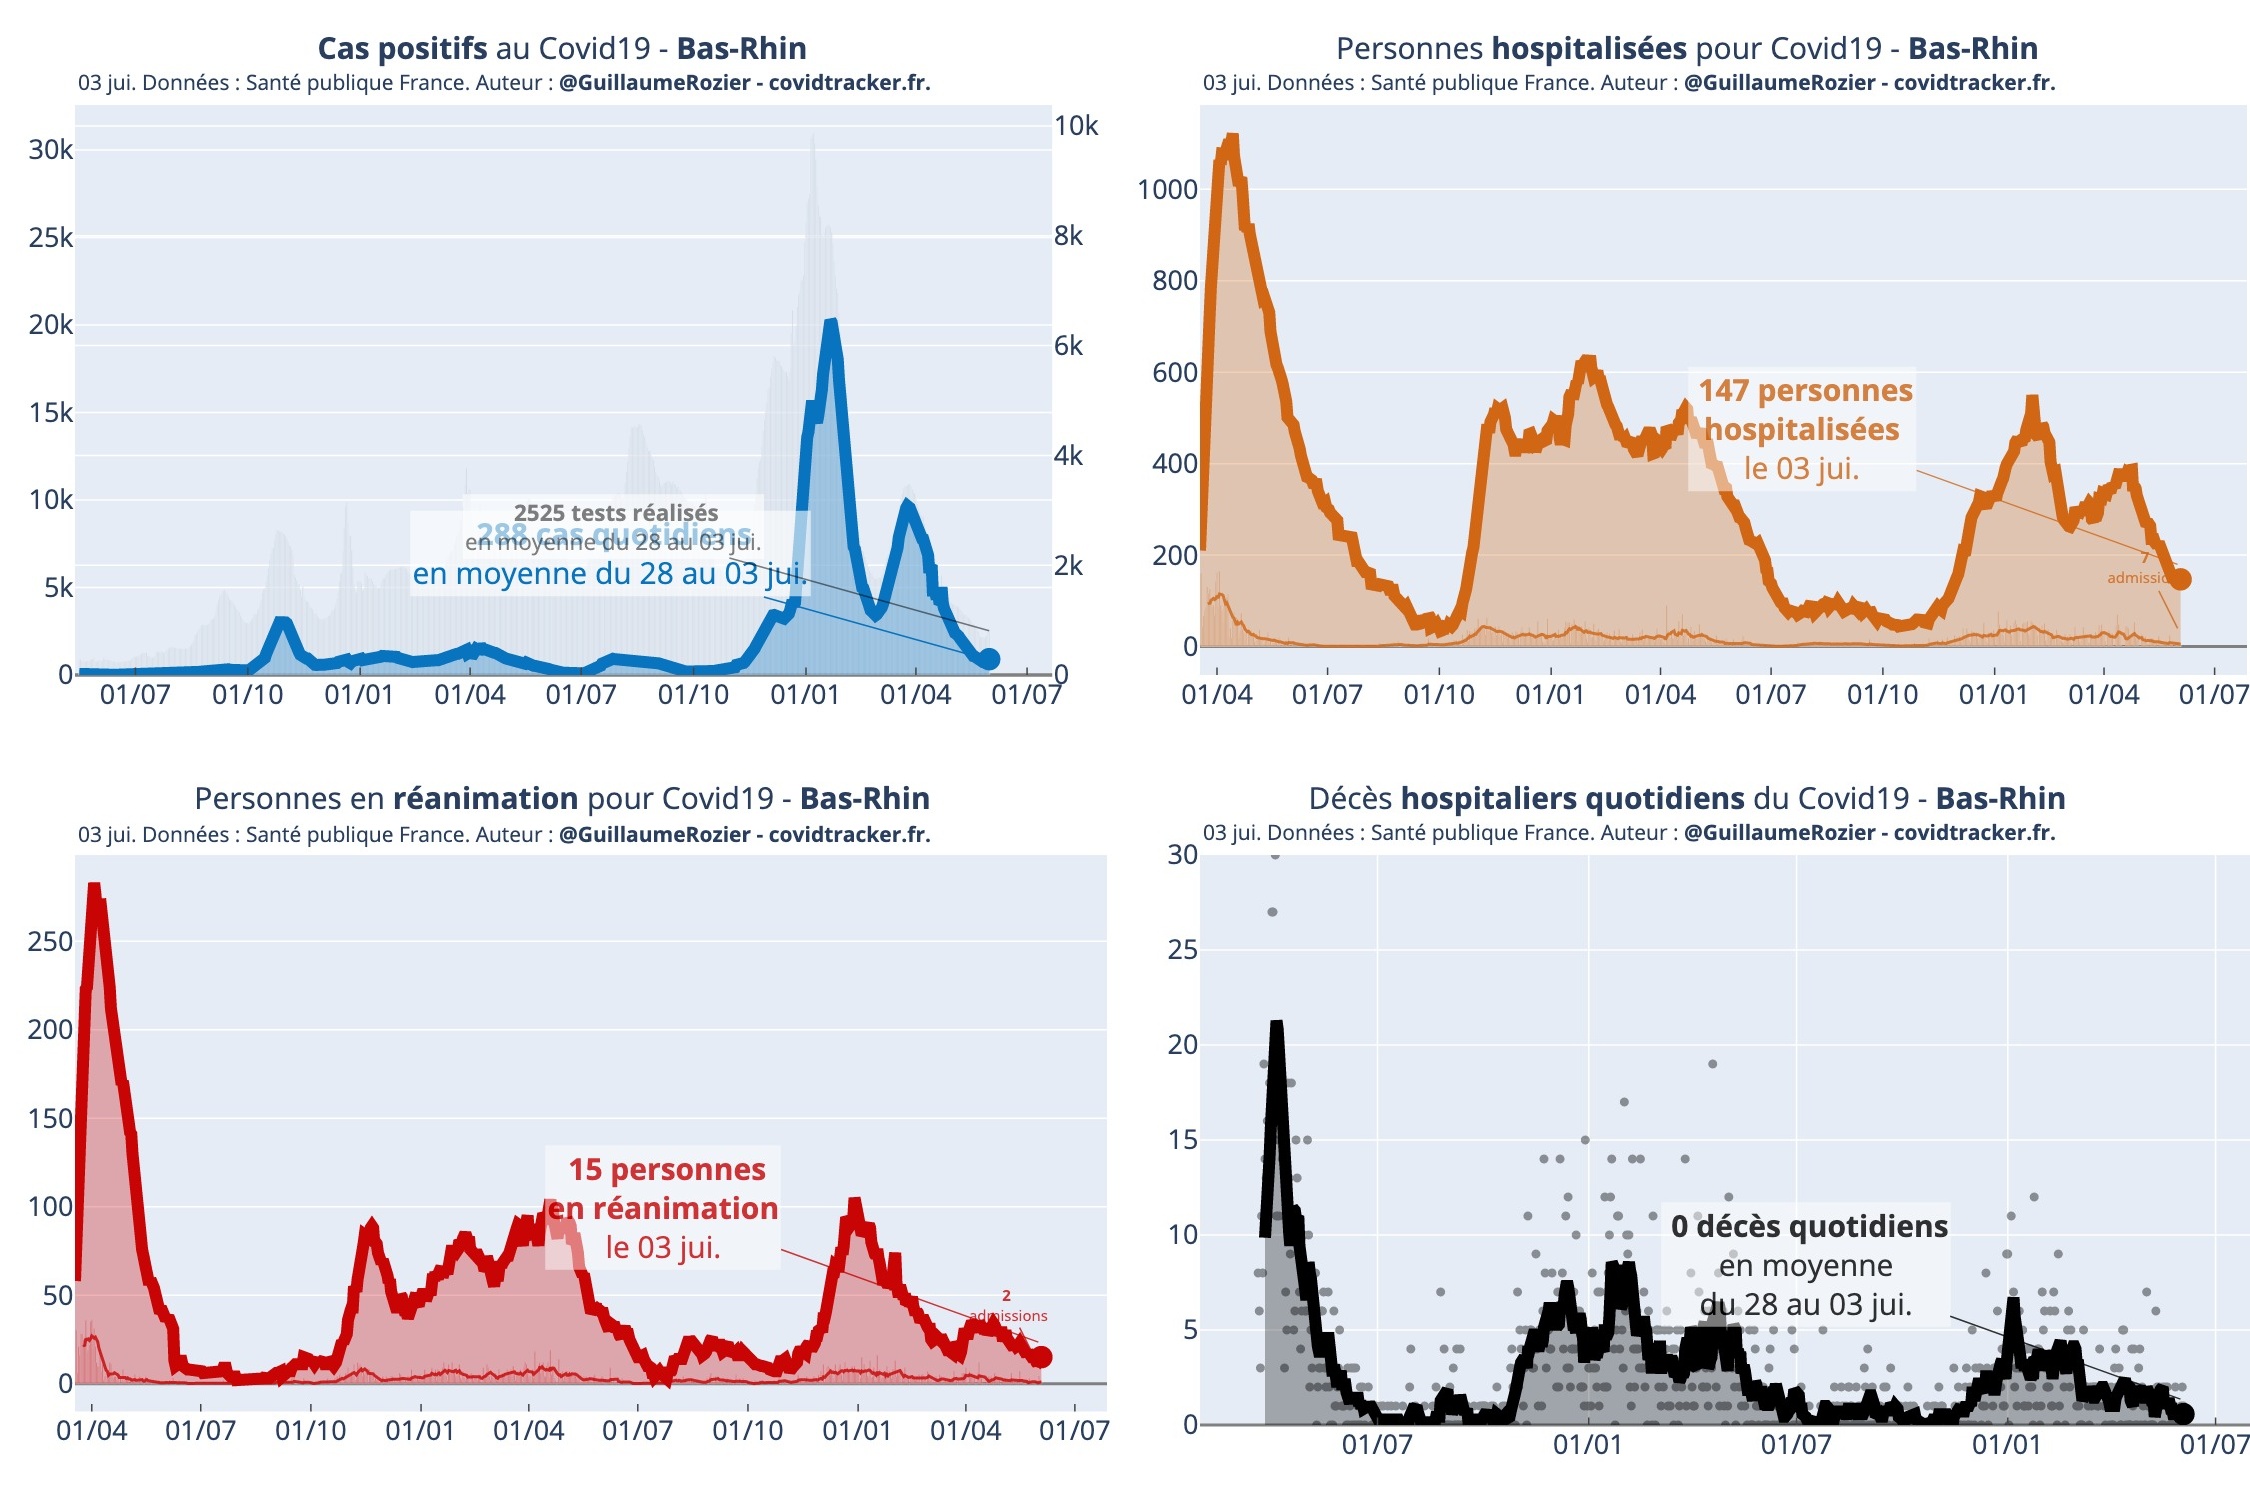 Cas positifs au Covid19 - Bas-Rhin
03 jui. Données : Santé publique France. Auteur : @GuillaumeRozier - covidtracker.fr.
30k
25k
20k
15k
10k
5k
0
10k
8k
6k
4k
2k
0
2525 tests réalisés
288 cas quotidiens
en moyenne du 28 au 03 jui.
en moyenne du 28 au 03 jui.
01/07 01/10 01/01 01/04 01/07 01/10 01/01 01/04 01/07
Personnes hospitalisées pour Covid19 - Bas-Rhin
03 jui. Données : Santé publique France. Auteur : @GuillaumeRozier - covidtracker.fr.
1000
800
600
400
200
0
147 personnes
hospitalisées
le 03 jui.
7
01/04 01/07 01/10 01/01 01/04 01/07 01/10 01/01 01/04 01/07
Personnes en réanimation pour Covid19 - Bas-Rhin
03 jui. Données : Santé publique France. Auteur : @GuillaumeRozier - covidtracker.fr.
250
200
150
100
50
0
15 personnes
en réanimation
le 03 jui.
2
admissions
01/04 01/07 01/10 01/01 01/04 01/07 01/10 01/01 01/04 01/07
Décès hospitaliers quotidiens du Covid19 - Bas-Rhin
03 jui. Données : Santé publique France. Auteur : @GuillaumeRozier - covidtracker.fr.
30
25
20
15
10
5
0
0 décès quotidiens
en moyenne
du 28 au 03 jui.
01/07 01/01 01/07 01/01 01/07